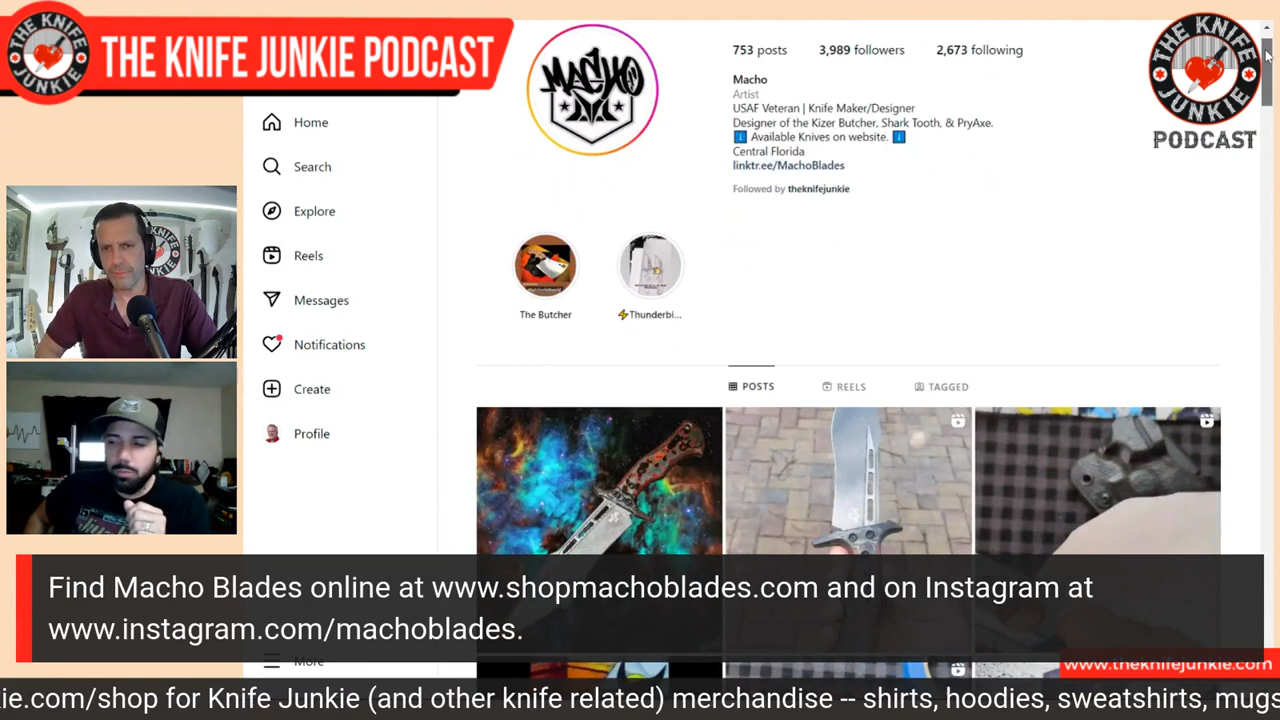 THE KNIFE JUNKIE
THE KNIFE JUNKIE PODCAST
THE KNIFE JUNKIE
PODCAST
MACHO
753 posts 3,989 followers 2,673 following
Macho
Artist
USAF Veteran | Knife Maker/Designer
Designer of the Kizer Butcher, Shark Tooth, & PryAxe.
Available Knives on website.
Central Florida
linktr.ee/MachoBlades
Followed by theknifejunkie
Home
Search
Explore
Reels
Messages
Notifications
Create
Profile
More
The Butcher
⚡Thunderbi...
POSTS REELS TAGGED
Find Macho Blades online at www.shopmachoblades.com and on Instagram at
www.instagram.com/machoblades.
www.theknifejunkie.com
ie.com/shop for Knife Junkie (and other knife related) merchandise -- shirts, hoodies, sweatshirts, mugs